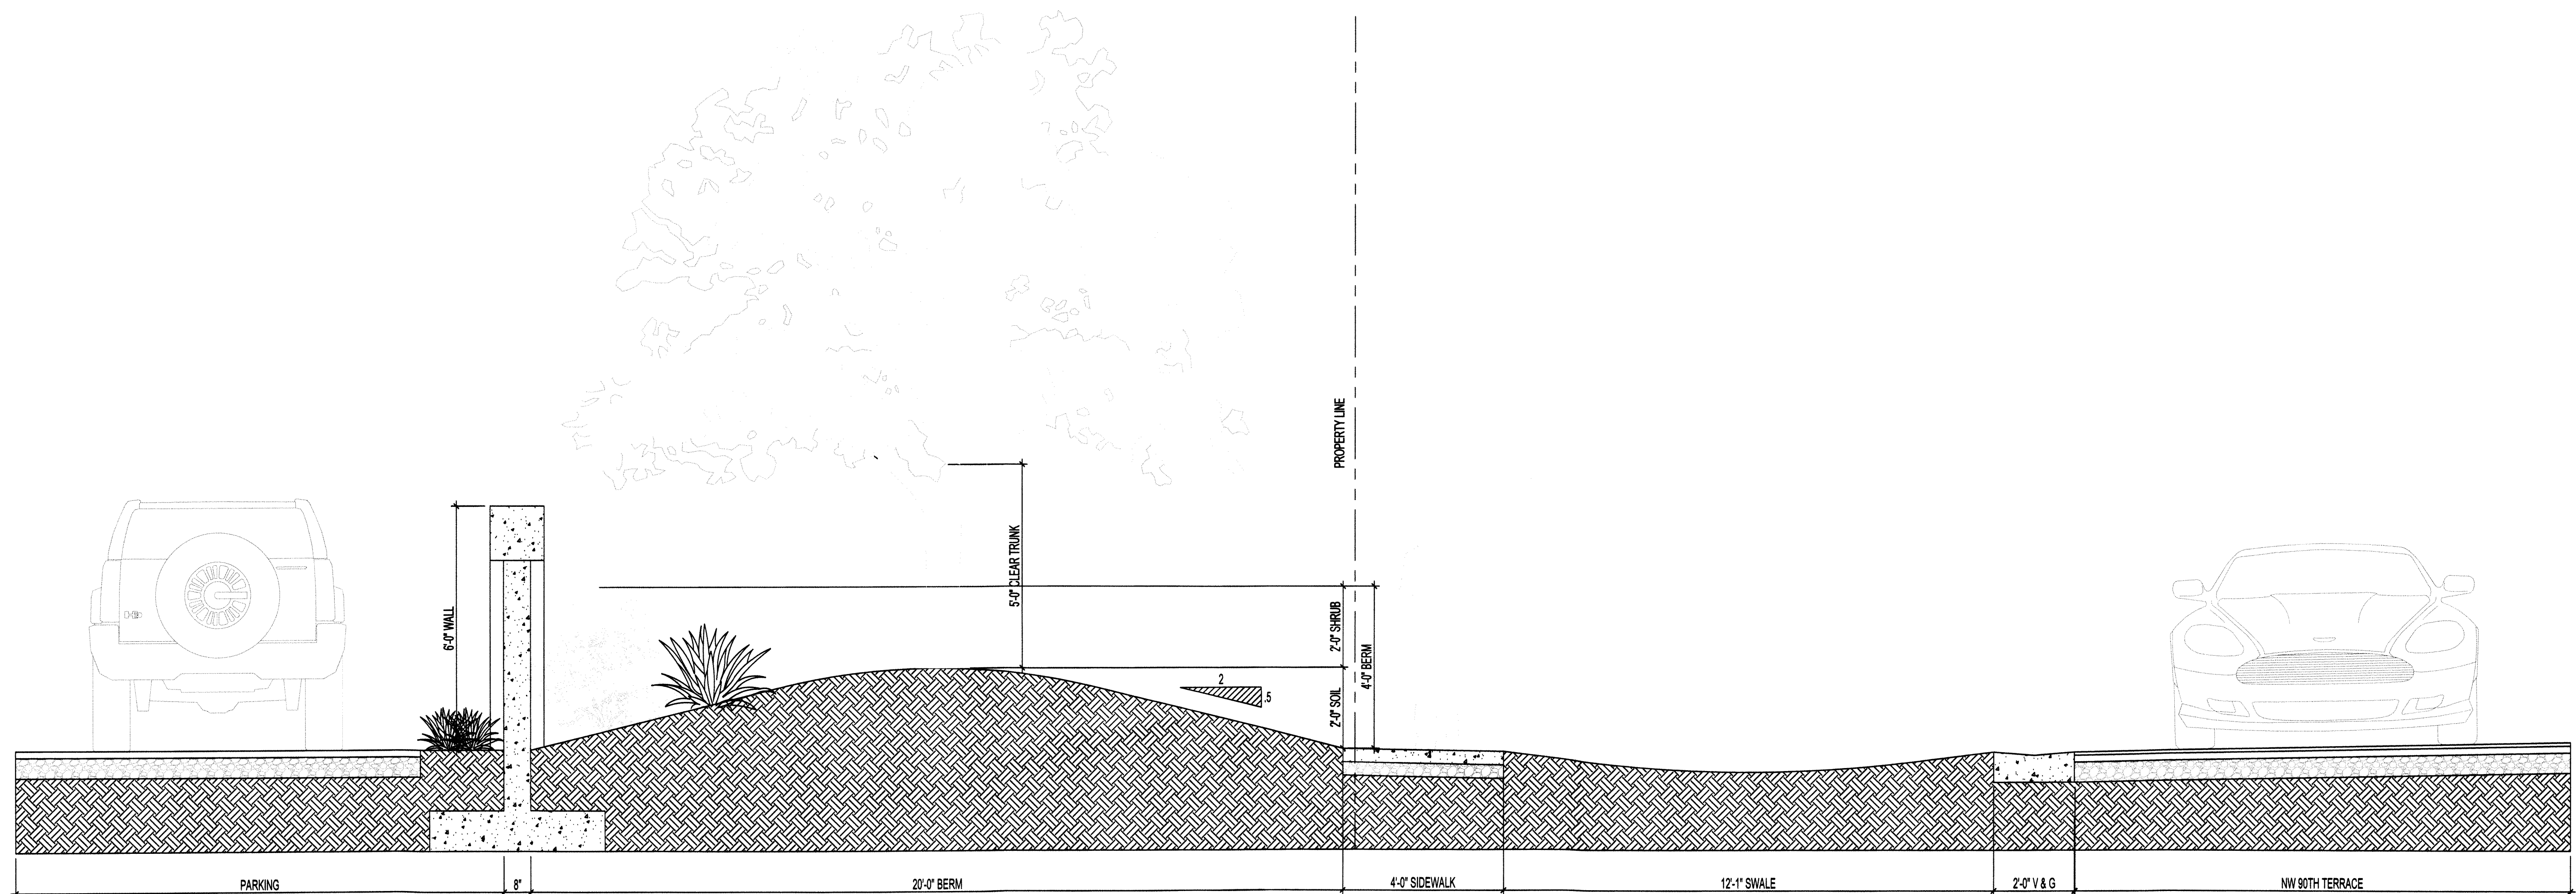 PROPERTY LINE
6'-0" WALL
5'-0" CLEAR TRUNK
2'-0" SHRUB
4'-0" BERM
2'-0" SOIL
2
.5
PARKING
8"
20'-0" BERM
4'-0" SIDEWALK
12'-1" SWALE
2'-0" V & G
NW 90TH TERRACE